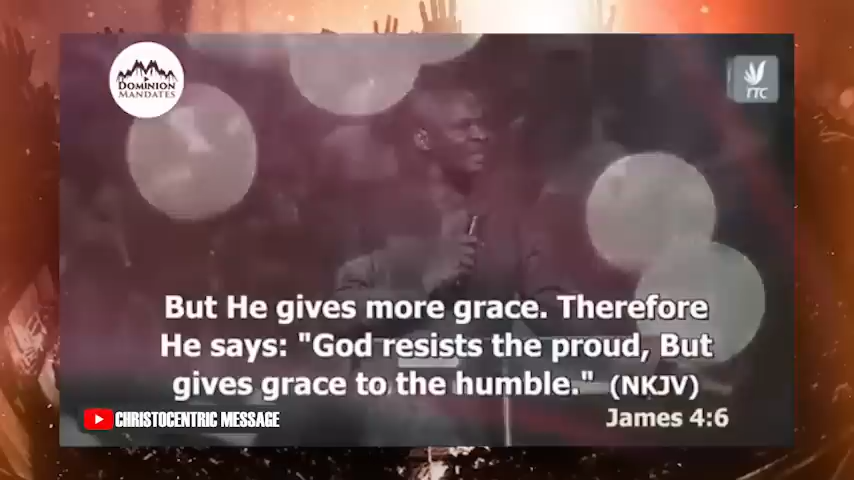 DOMINION
MANDATES
TTC
But He gives more grace. Therefore
He says: "God resists the proud, But
gives grace to the humble." (NKJV)
James 4:6
CHRISTOCENTRIC MESSAGE